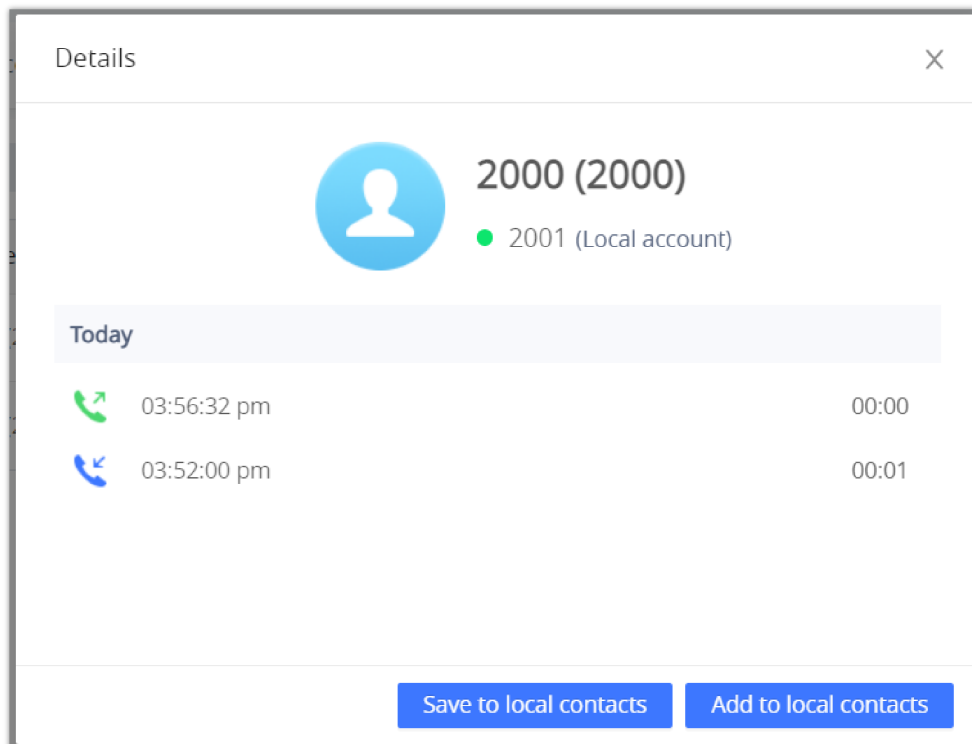 Details
2000 (2000)
2001 (Local account)
Today
03:56:32 pm 00:00
03:52:00 pm 00:01
Save to local contacts Add to local contacts